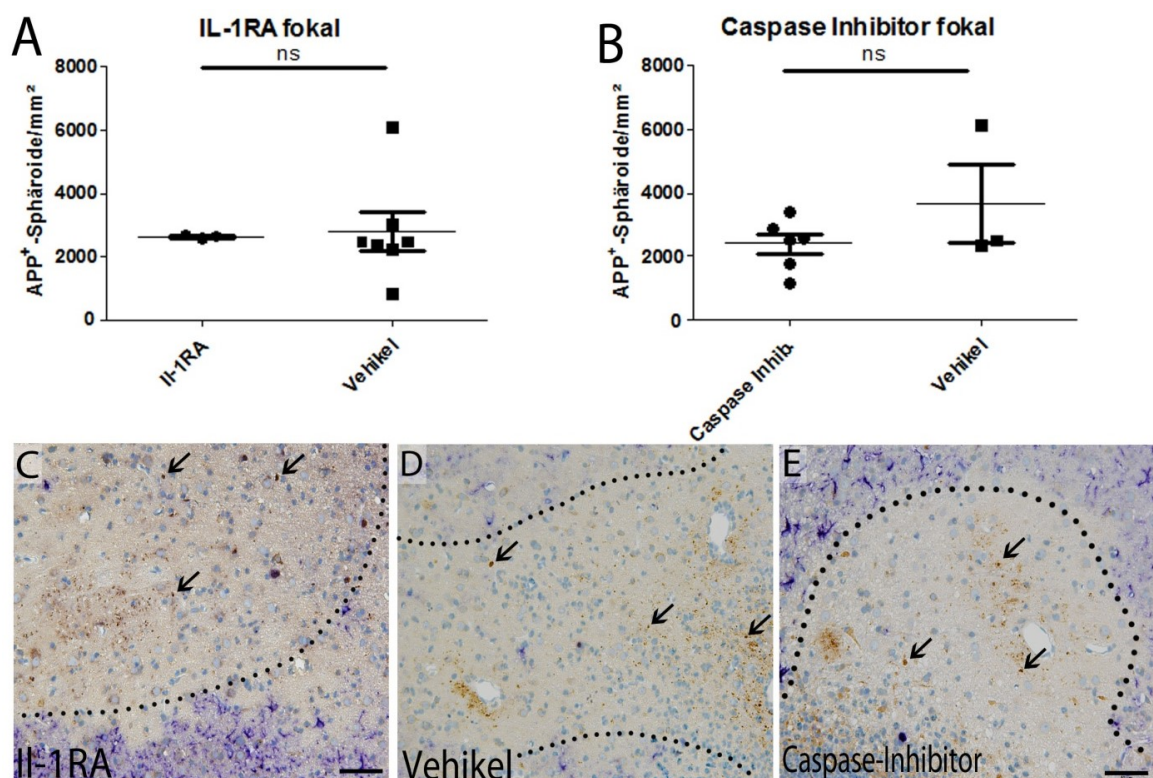 A
IL-1RA fokal
ns
APP+-Sphäroide/mm²
8000
6000
4000
2000
0
Il-1RA
Vehikel
B
Caspase Inhibitor fokal
ns
APP+-Sphäroide/mm²
8000
6000
4000
2000
0
Caspase Inhib.
Vehikel
C
Il-1RA
D
Vehikel
E
Caspase-Inhibitor